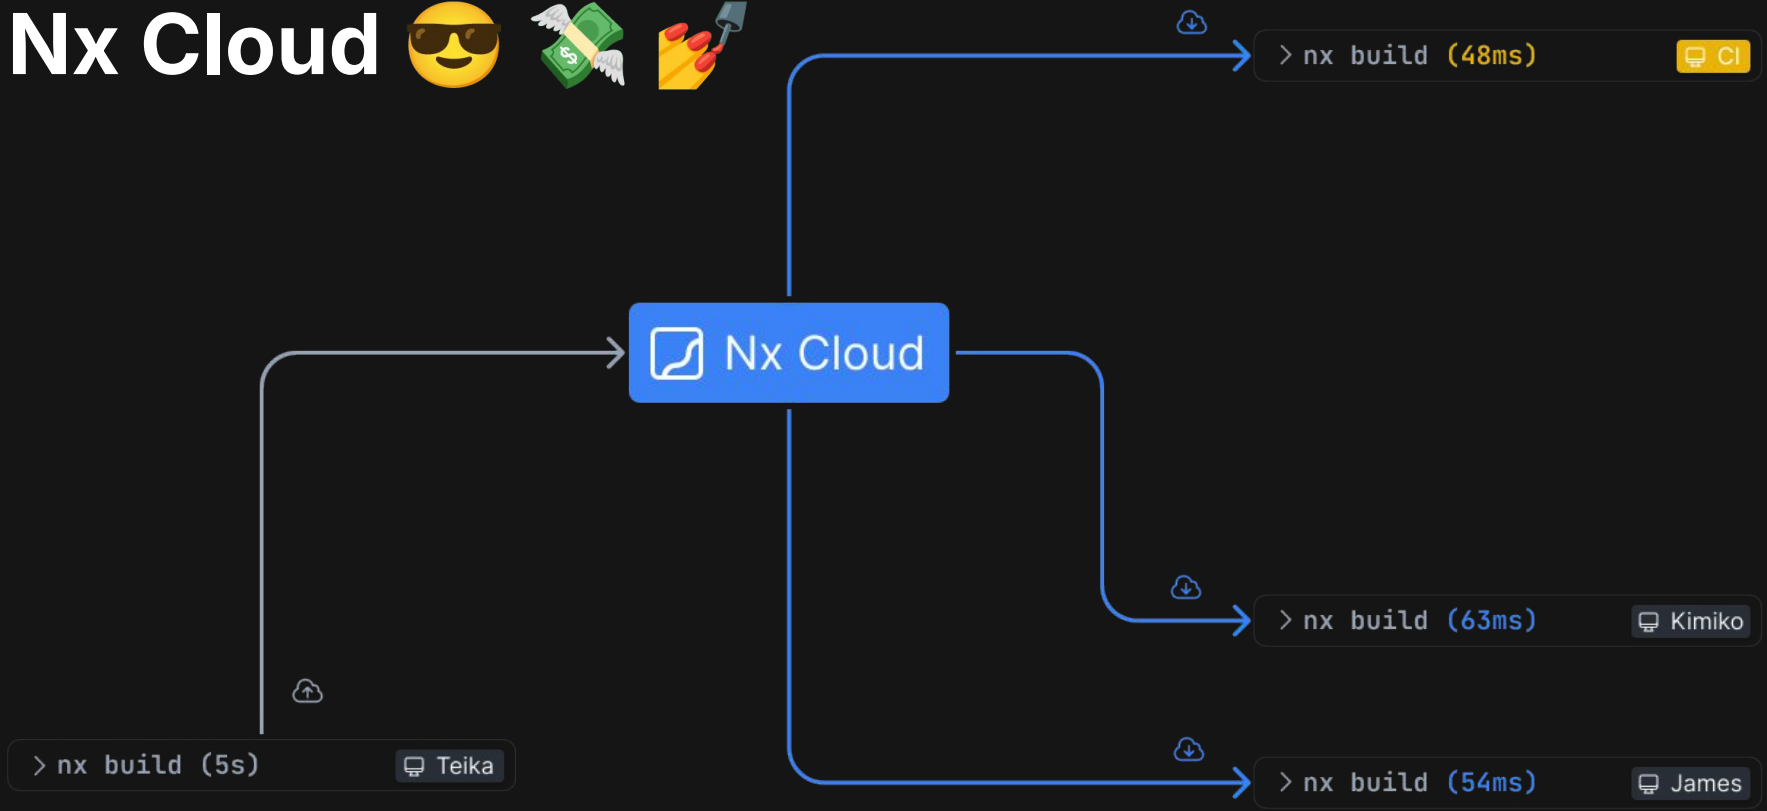 Nx Cloud 😎 💸 💅
> nx build (48ms) CI
Nx Cloud
> nx build (63ms) Kimiko
> nx build (5s) Teika
> nx build (54ms) James